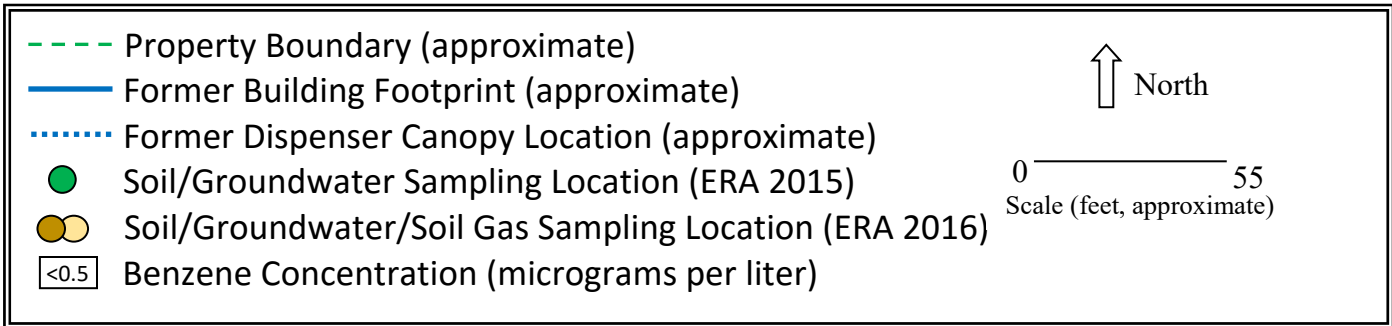 Property Boundary (approximate)
Former Building Footprint (approximate)
Former Dispenser Canopy Location (approximate)
Soil/Groundwater Sampling Location (ERA 2015)
Soil/Groundwater/Soil Gas Sampling Location (ERA 2016)
<0.5 Benzene Concentration (micrograms per liter)
North
0 55
Scale (feet, approximate)